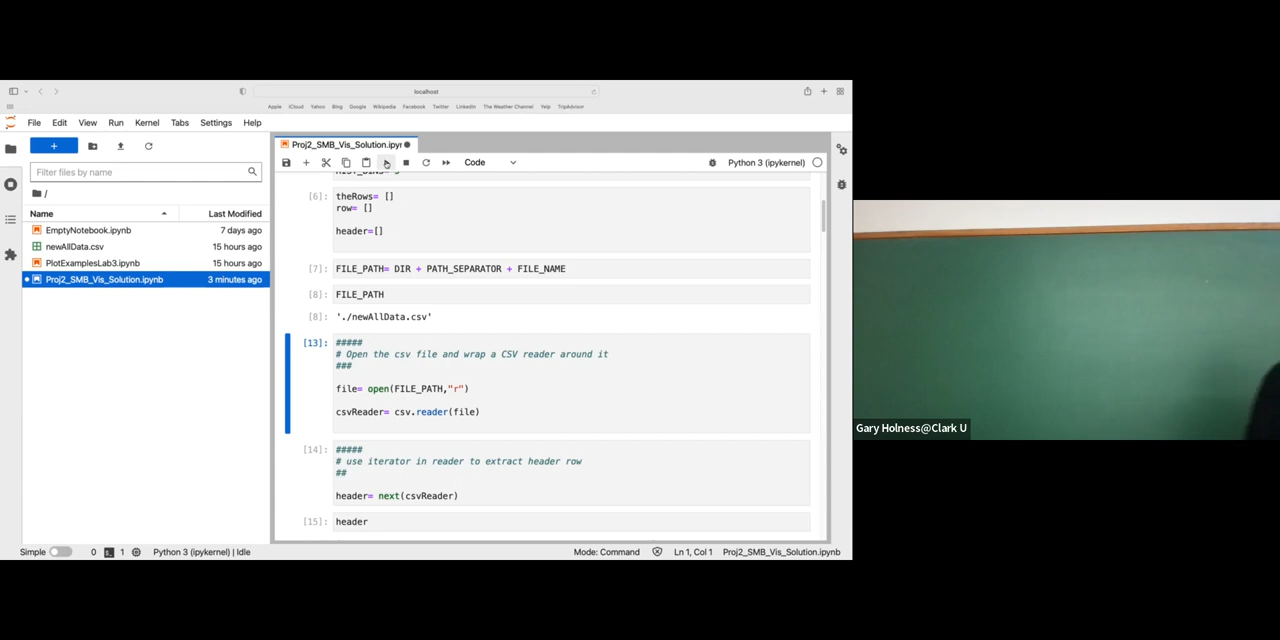 localhost
Apple iCloud Yahoo Bing Google Wikipedia Facebook Twitter LinkedIn The Weather Channel Yelp TripAdvisor
File Edit View Run Kernel Tabs Settings Help
Proj2_SMB_Vis_Solution.ipyn
Code
Python 3 (ipykernel)
Filter files by name
/
Name Last Modified
EmptyNotebook.ipynb 7 days ago
newAllData.csv 15 hours ago
PlotExamplesLab3.ipynb 15 hours ago
Proj2_SMB_Vis_Solution.ipynb 3 minutes ago
[6]: theRows= []
row= []
header=[]
[7]: FILE_PATH= DIR + PATH_SEPARATOR + FILE_NAME
[8]: FILE_PATH
[8]: './newAllData.csv'
[13]: #####
# Open the csv file and wrap a CSV reader around it
###
file= open(FILE_PATH,"r")
csvReader= csv.reader(file)
[14]: #####
# use iterator in reader to extract header row
##
header= next(csvReader)
[15]: header
Simple 0 1 Python 3 (ipykernel) | Idle
Mode: Command Ln 1, Col 1 Proj2_SMB_Vis_Solution.ipynb
Gary Holness@Clark U